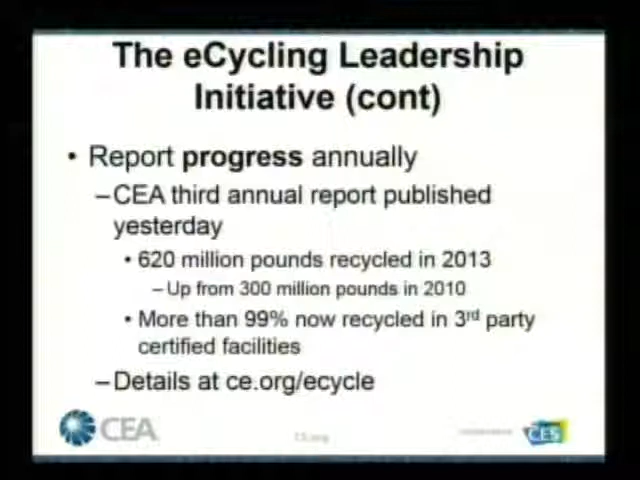 The eCycling Leadership
Initiative (cont)
• Report progress annually
–CEA third annual report published
yesterday
• 620 million pounds recycled in 2013
– Up from 300 million pounds in 2010
• More than 99% now recycled in 3rd party
certified facilities
–Details at ce.org/ecycle
CEA
CES